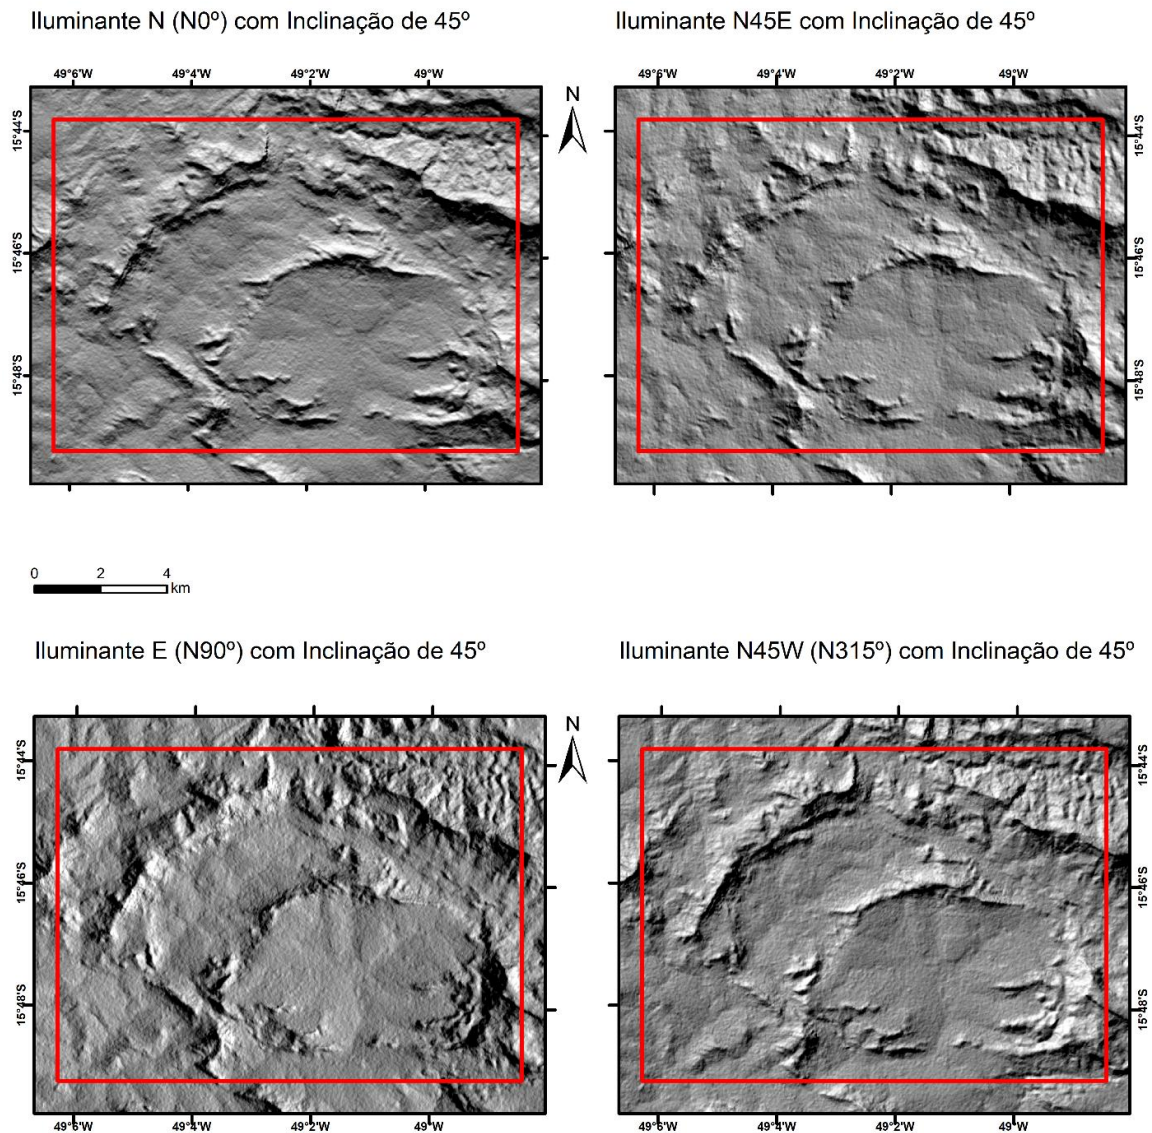 Iluminante N (N0º) com Inclinação de 45º
Iluminante N45E com Inclinação de 45º
49°6'W 49°4'W 49°2'W 49°W
49°6'W 49°4'W 49°2'W 49°W
N
15°44'S
15°46'S
15°48'S
15°44'S
15°46'S
15°48'S
0 2 4
km
Iluminante E (N90º) com Inclinação de 45º
Iluminante N45W (N315º) com Inclinação de 45º
N
15°44'S
15°46'S
15°48'S
15°44'S
15°46'S
15°48'S
49°6'W 49°4'W 49°2'W 49°W
49°6'W 49°4'W 49°2'W 49°W